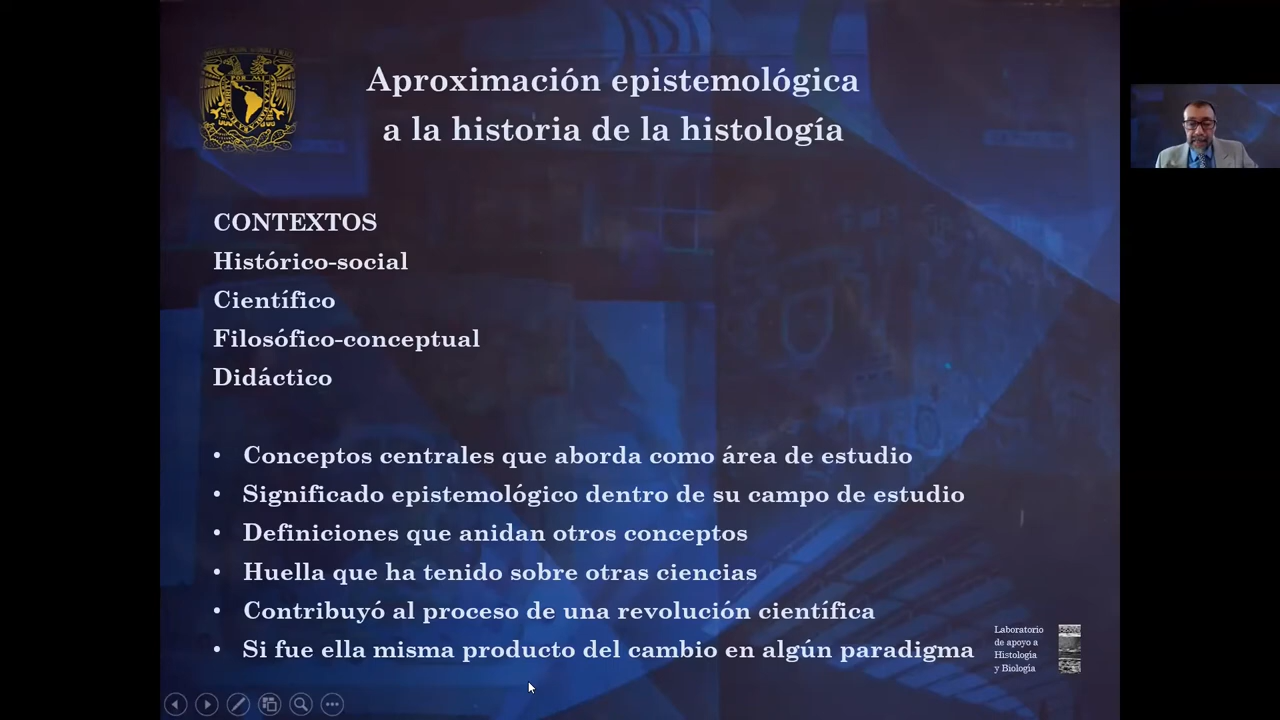 Aproximación epistemológica
a la historia de la histología
CONTEXTOS
Histórico-social
Científico
Filosófico-conceptual
Didáctico
• Conceptos centrales que aborda como área de estudio
• Significado epistemológico dentro de su campo de estudio
• Definiciones que anidan otros conceptos
• Huella que ha tenido sobre otras ciencias
• Contribuyó al proceso de una revolución científica
• Si fue ella misma producto del cambio en algún paradigma
Laboratorio
de apoyo a
Histología
y Biología